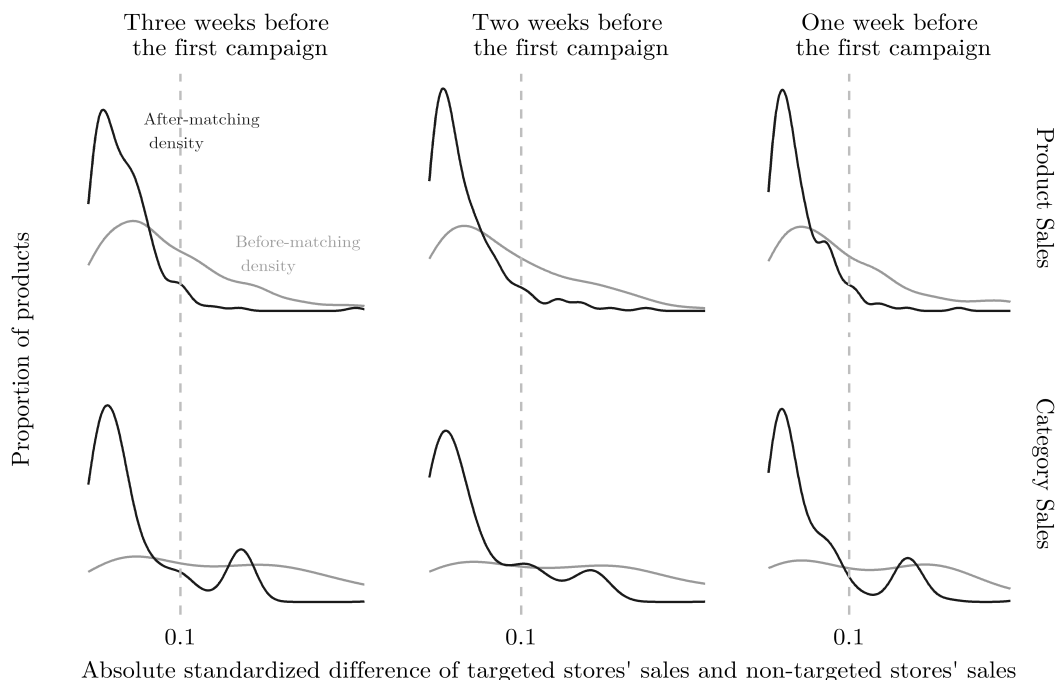 Three weeks before
the first campaign
Two weeks before
the first campaign
One week before
the first campaign
After-matching
density
Before-matching
density
Product Sales
Category Sales
Proportion of products
0.1
0.1
0.1
Absolute standardized difference of targeted stores' sales and non-targeted stores' sales